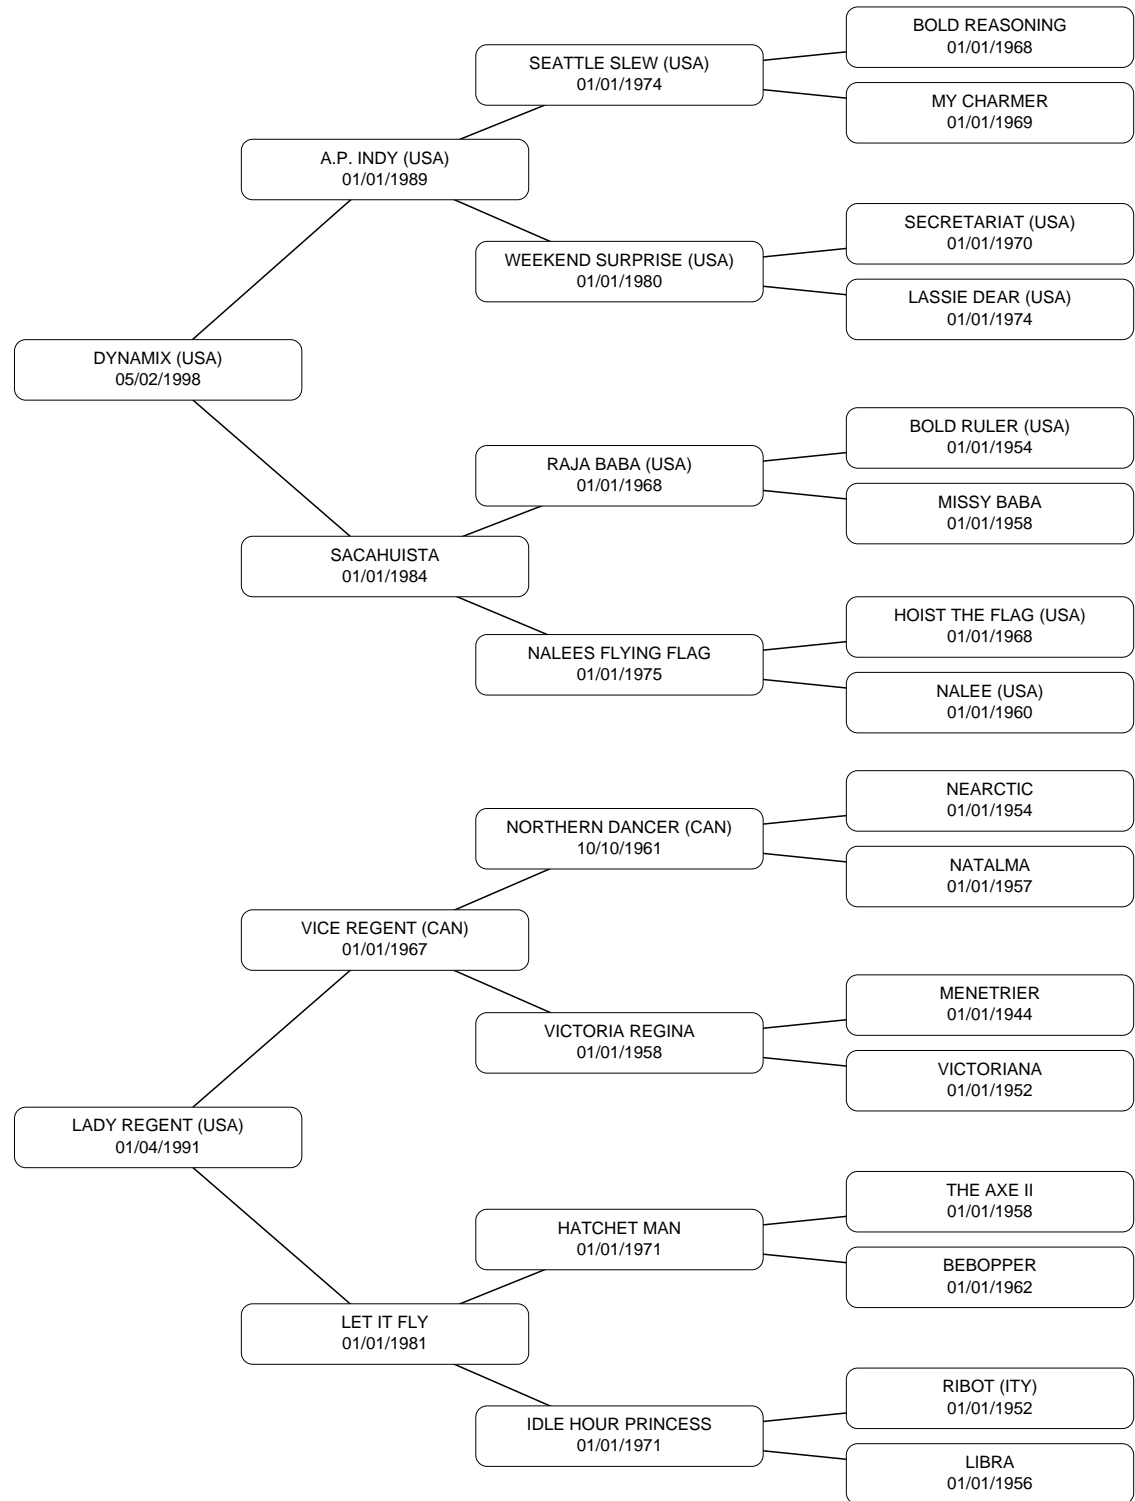 BOLD REASONING
01/01/1968
SEATTLE SLEW (USA)
01/01/1974
MY CHARMER
01/01/1969
A.P. INDY (USA)
01/01/1989
SECRETARIAT (USA)
01/01/1970
WEEKEND SURPRISE (USA)
01/01/1980
LASSIE DEAR (USA)
01/01/1974
DYNAMIX (USA)
05/02/1998
BOLD RULER (USA)
01/01/1954
RAJA BABA (USA)
01/01/1968
MISSY BABA
01/01/1958
SACAHUISTA
01/01/1984
HOIST THE FLAG (USA)
01/01/1968
NALEES FLYING FLAG
01/01/1975
NALEE (USA)
01/01/1960
NEARCTIC
01/01/1954
NORTHERN DANCER (CAN)
10/10/1961
NATALMA
01/01/1957
VICE REGENT (CAN)
01/01/1967
MENETRIER
01/01/1944
VICTORIA REGINA
01/01/1958
VICTORIANA
01/01/1952
LADY REGENT (USA)
01/04/1991
THE AXE II
01/01/1958
HATCHET MAN
01/01/1971
BEBOPPER
01/01/1962
LET IT FLY
01/01/1981
RIBOT (ITY)
01/01/1952
IDLE HOUR PRINCESS
01/01/1971
LIBRA
01/01/1956